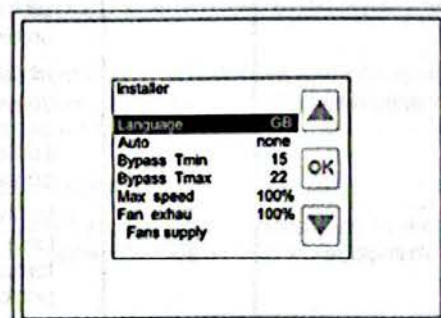 Installer
Language GB
Auto none
Bypass Tmin 15
Bypass Tmax 22
Max speed 100%
Fan exhau 100%
Fans supply
OK